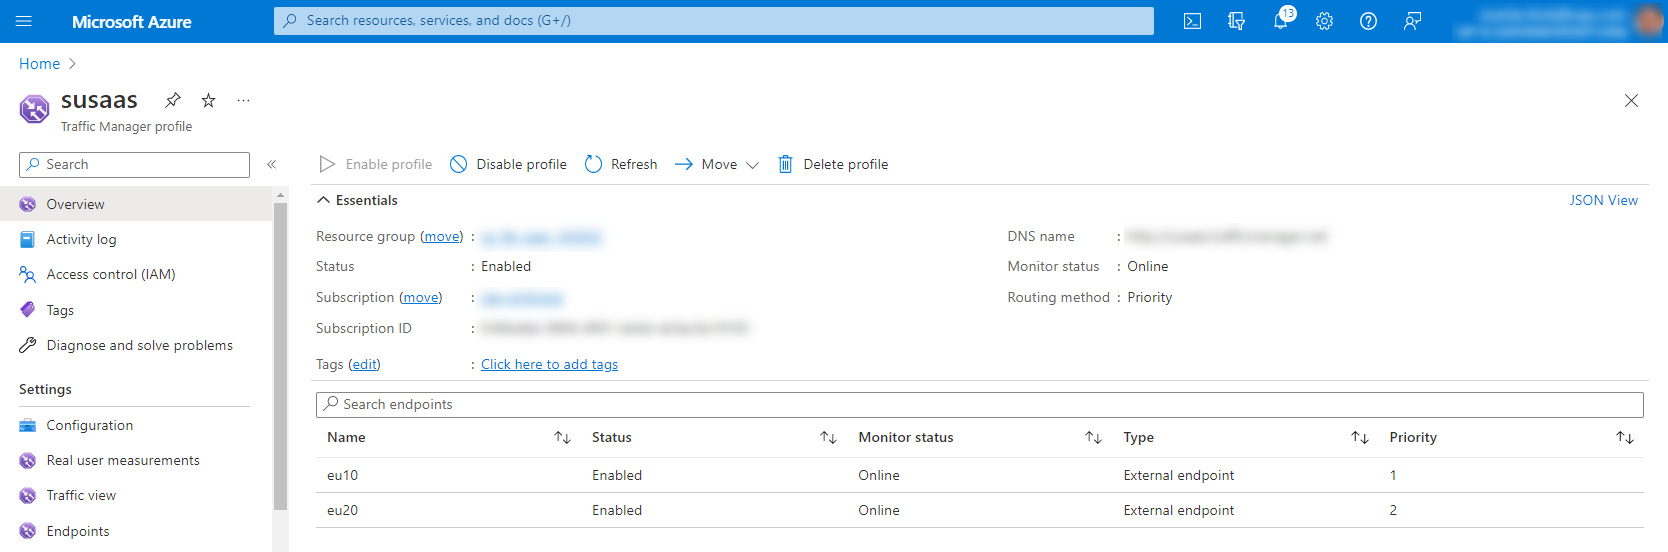 Microsoft Azure
Search resources, services, and docs (G+/)
13
Home
susaas
Traffic Manager profile
Search
Enable profile
Disable profile
Refresh
Move
Delete profile
Overview
Activity log
Access control (IAM)
Tags
Diagnose and solve problems
Settings
Configuration
Real user measurements
Traffic view
Endpoints
Essentials
JSON View
Resource group (move) :
DNS name :
Status : Enabled
Monitor status : Online
Subscription (move) :
Routing method : Priority
Subscription ID :
Tags (edit) : Click here to add tags
Search endpoints
Name Status Monitor status Type Priority
eu10 Enabled Online External endpoint 1
eu20 Enabled Online External endpoint 2